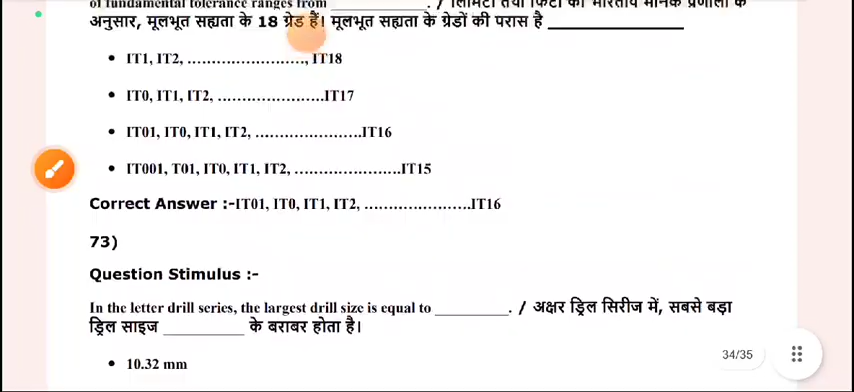 of fundamental tolerance ranges from ____________. / लिमिटों तथा फिटों की भारतीय मानक प्रणाली के
अनुसार, मूलभूत सह्यता के 18 ग्रेड हैं। मूलभूत सह्यता के ग्रेडों की परास है ________________
• IT1, IT2, ........................., IT18
• IT0, IT1, IT2, .......................IT17
• IT01, IT0, IT1, IT2, .......................IT16
• IT001, T01, IT0, IT1, IT2, .......................IT15
Correct Answer :-IT01, IT0, IT1, IT2, .......................IT16
73)
Question Stimulus :-
In the letter drill series, the largest drill size is equal to _________. / अक्षर ड्रिल सिरीज में, सबसे बड़ा
ड्रिल साइज __________ के बराबर होता है।
• 10.32 mm
34/35